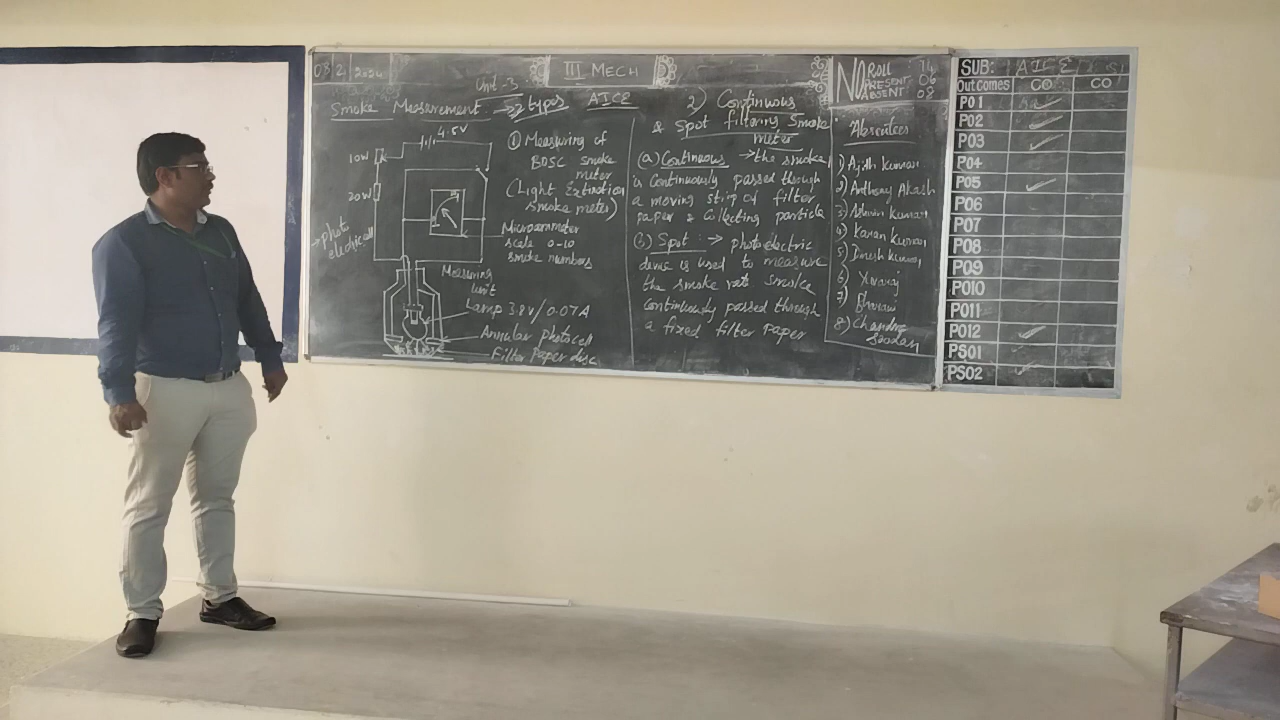 08 2 2024
III MECH
NO ROLL 14
PRESENT 06
ABSENT 08
Unit-3
Smoke Measurement → 2 types AICE
4.5V
10W
20W
→ photo
electric cell
① Measuring of
BOSC smoke
meter
(Light Extinction
smoke meter)
Microammeter
scale 0-10
smoke numbers
Measuring
unit
Lamp 3.8V/0.07A
Annular photocell
Filter Paper disc
2) Continuous
& Spot filtering Smoke
meter
(a) Continuous → the smoke
is Continuously passed through
a moving strip of filter
paper & Collecting particle
(b) Spot :→ photoelectric
device is used to measure
the smoke rate smoke
Continuously passed through
a fixed filter paper
Absentees
1) Ajith kumar
2) Anthony Akash
3) Ashwin kumar
4) Karan kumar
5) Dinesh kumar
6) Yuvaraj
7) Bharani
8) Chandra
SUB: AICE
Out comes CO CO
PO1
PO2
PO3
PO4
PO5
PO6
PO7
PO8
PO9
PO10
PO11
PO12
PSO1
PSO2